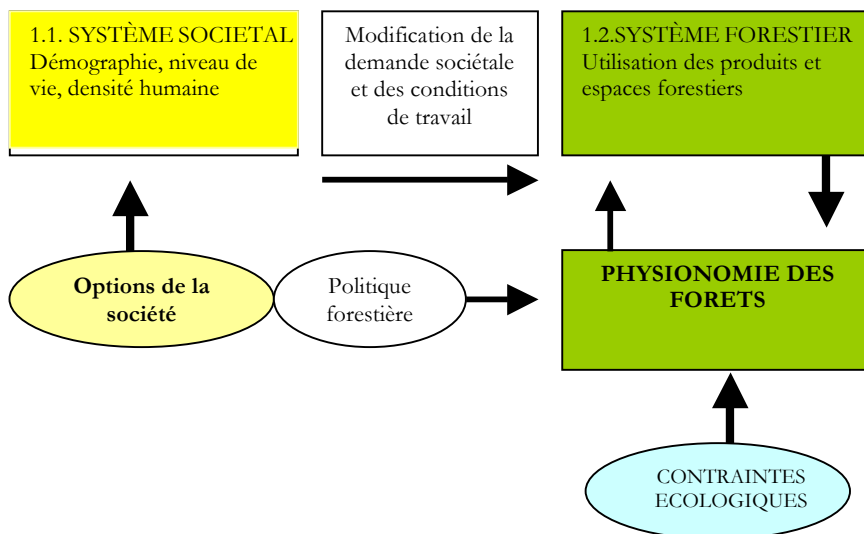 1.1. SYSTÈME SOCIETAL
Démographie, niveau de
vie, densité humaine
Modification de la
demande sociétale
et des conditions
de travail
1.2.SYSTÈME FORESTIER
Utilisation des produits et
espaces forestiers
Options de la
société
Politique
forestière
PHYSIONOMIE DES
FORETS
CONTRAINTES
ECOLOGIQUES